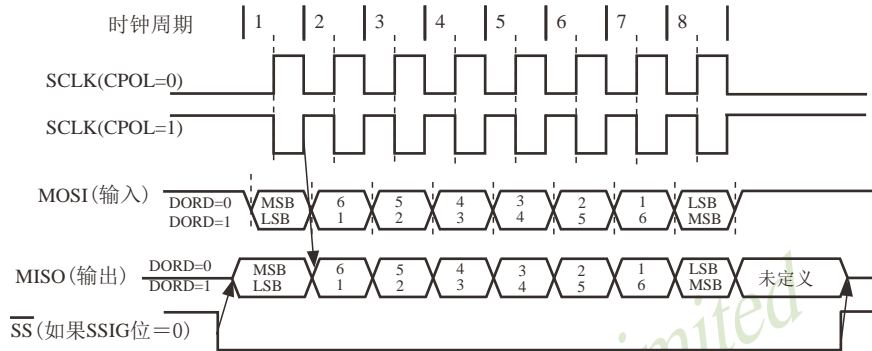 时钟周期 1 2 3 4 5 6 7 8
SCLK(CPOL=0)
SCLK(CPOL=1)
MOSI(输入)
DORD=0 MSB 6 5 4 3 2 1 LSB
DORD=1 LSB 1 2 3 4 5 6 MSB
MISO(输出)
DORD=0 MSB 6 5 4 3 2 1 LSB 未定义
DORD=1 LSB 1 2 3 4 5 6 MSB
SS(如果SSIG位=0)
imited